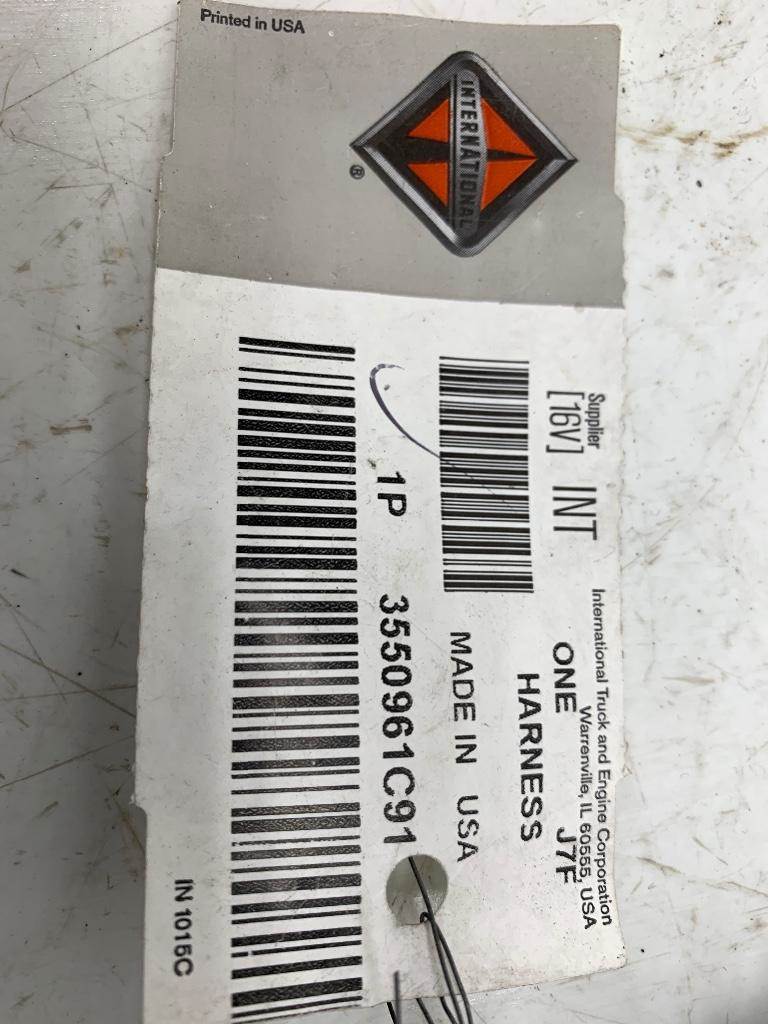 Printed in USA
INTERNATIONAL
®
International Truck and Engine Corporation
Warrenville, IL 60555, USA
Supplier
[16V] INT
ONE J7F
HARNESS
MADE IN USA
1P 3550961C91
IN 1015C